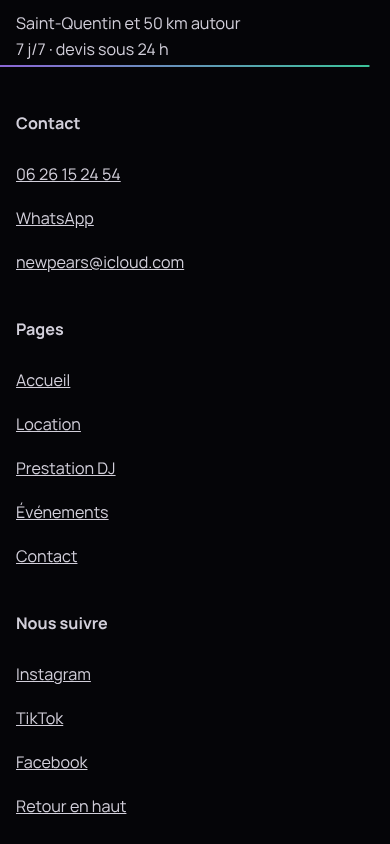 Saint-Quentin et 50 km autour
7 j/7 · devis sous 24 h
Contact
06 26 15 24 54
WhatsApp
newpears@icloud.com
Pages
Accueil
Location
Prestation DJ
Événements
Contact
Nous suivre
Instagram
TikTok
Facebook
Retour en haut